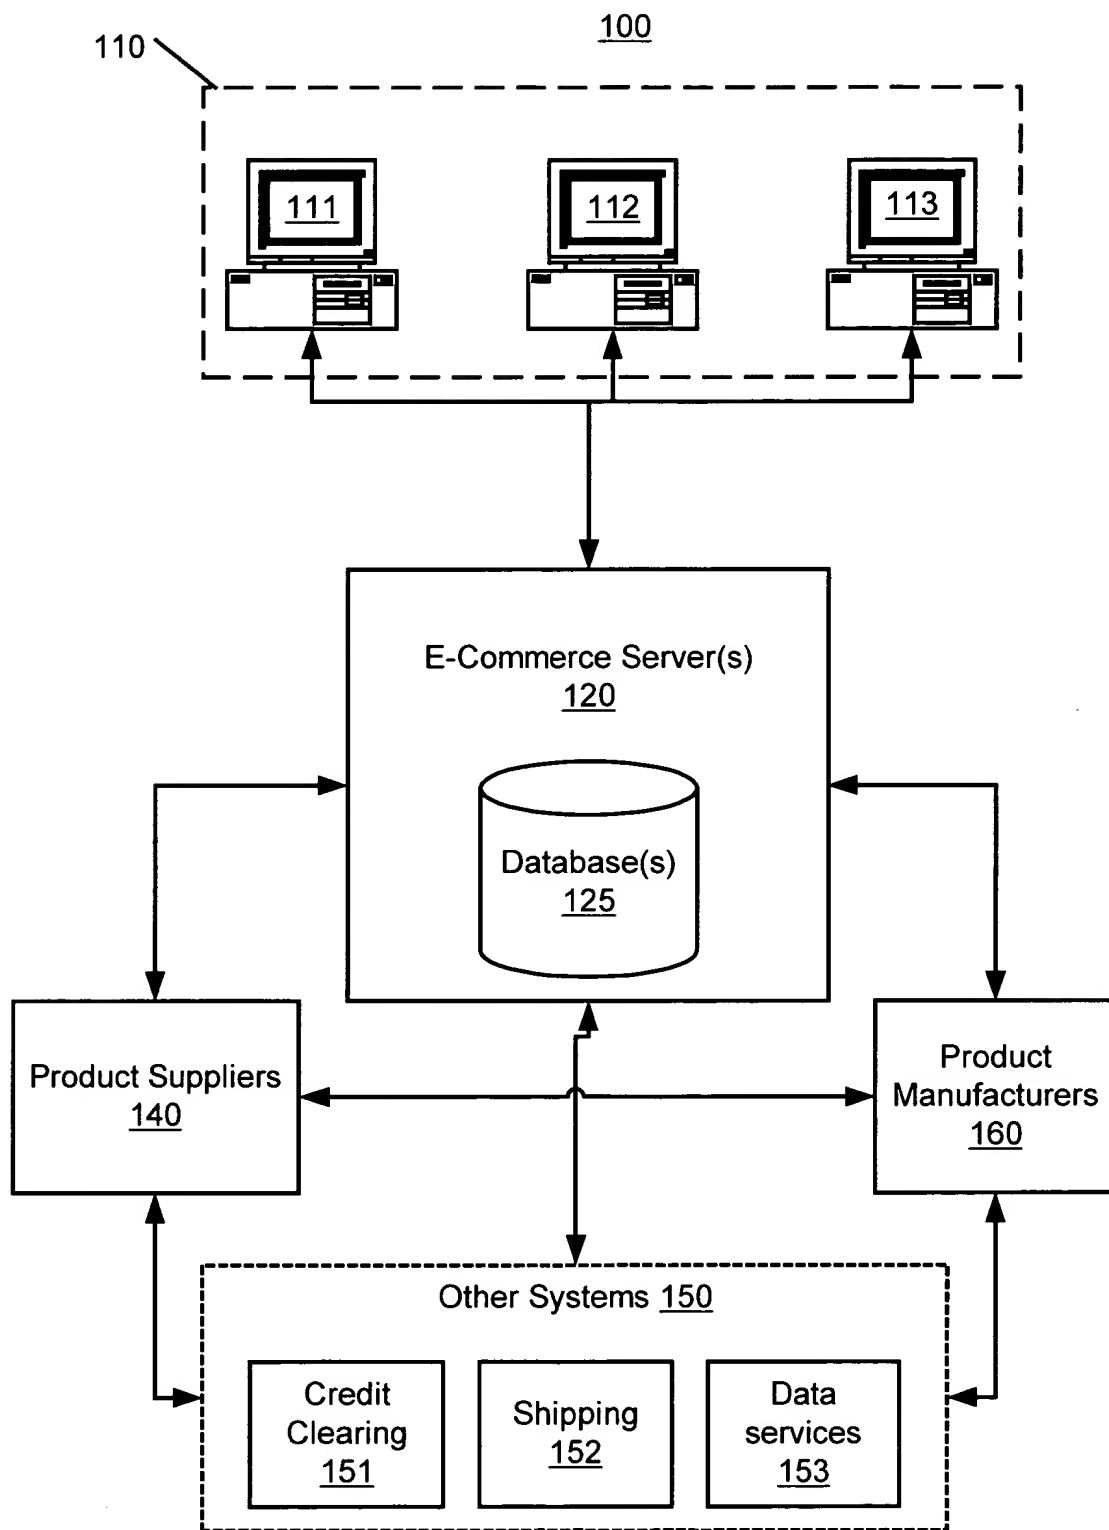 100
110
111
112
113
E-Commerce Server(s)
120
Database(s)
125
Product Suppliers
140
Product
Manufacturers
160
Other Systems 150
Credit
Clearing
151
Shipping
152
Data
services
153